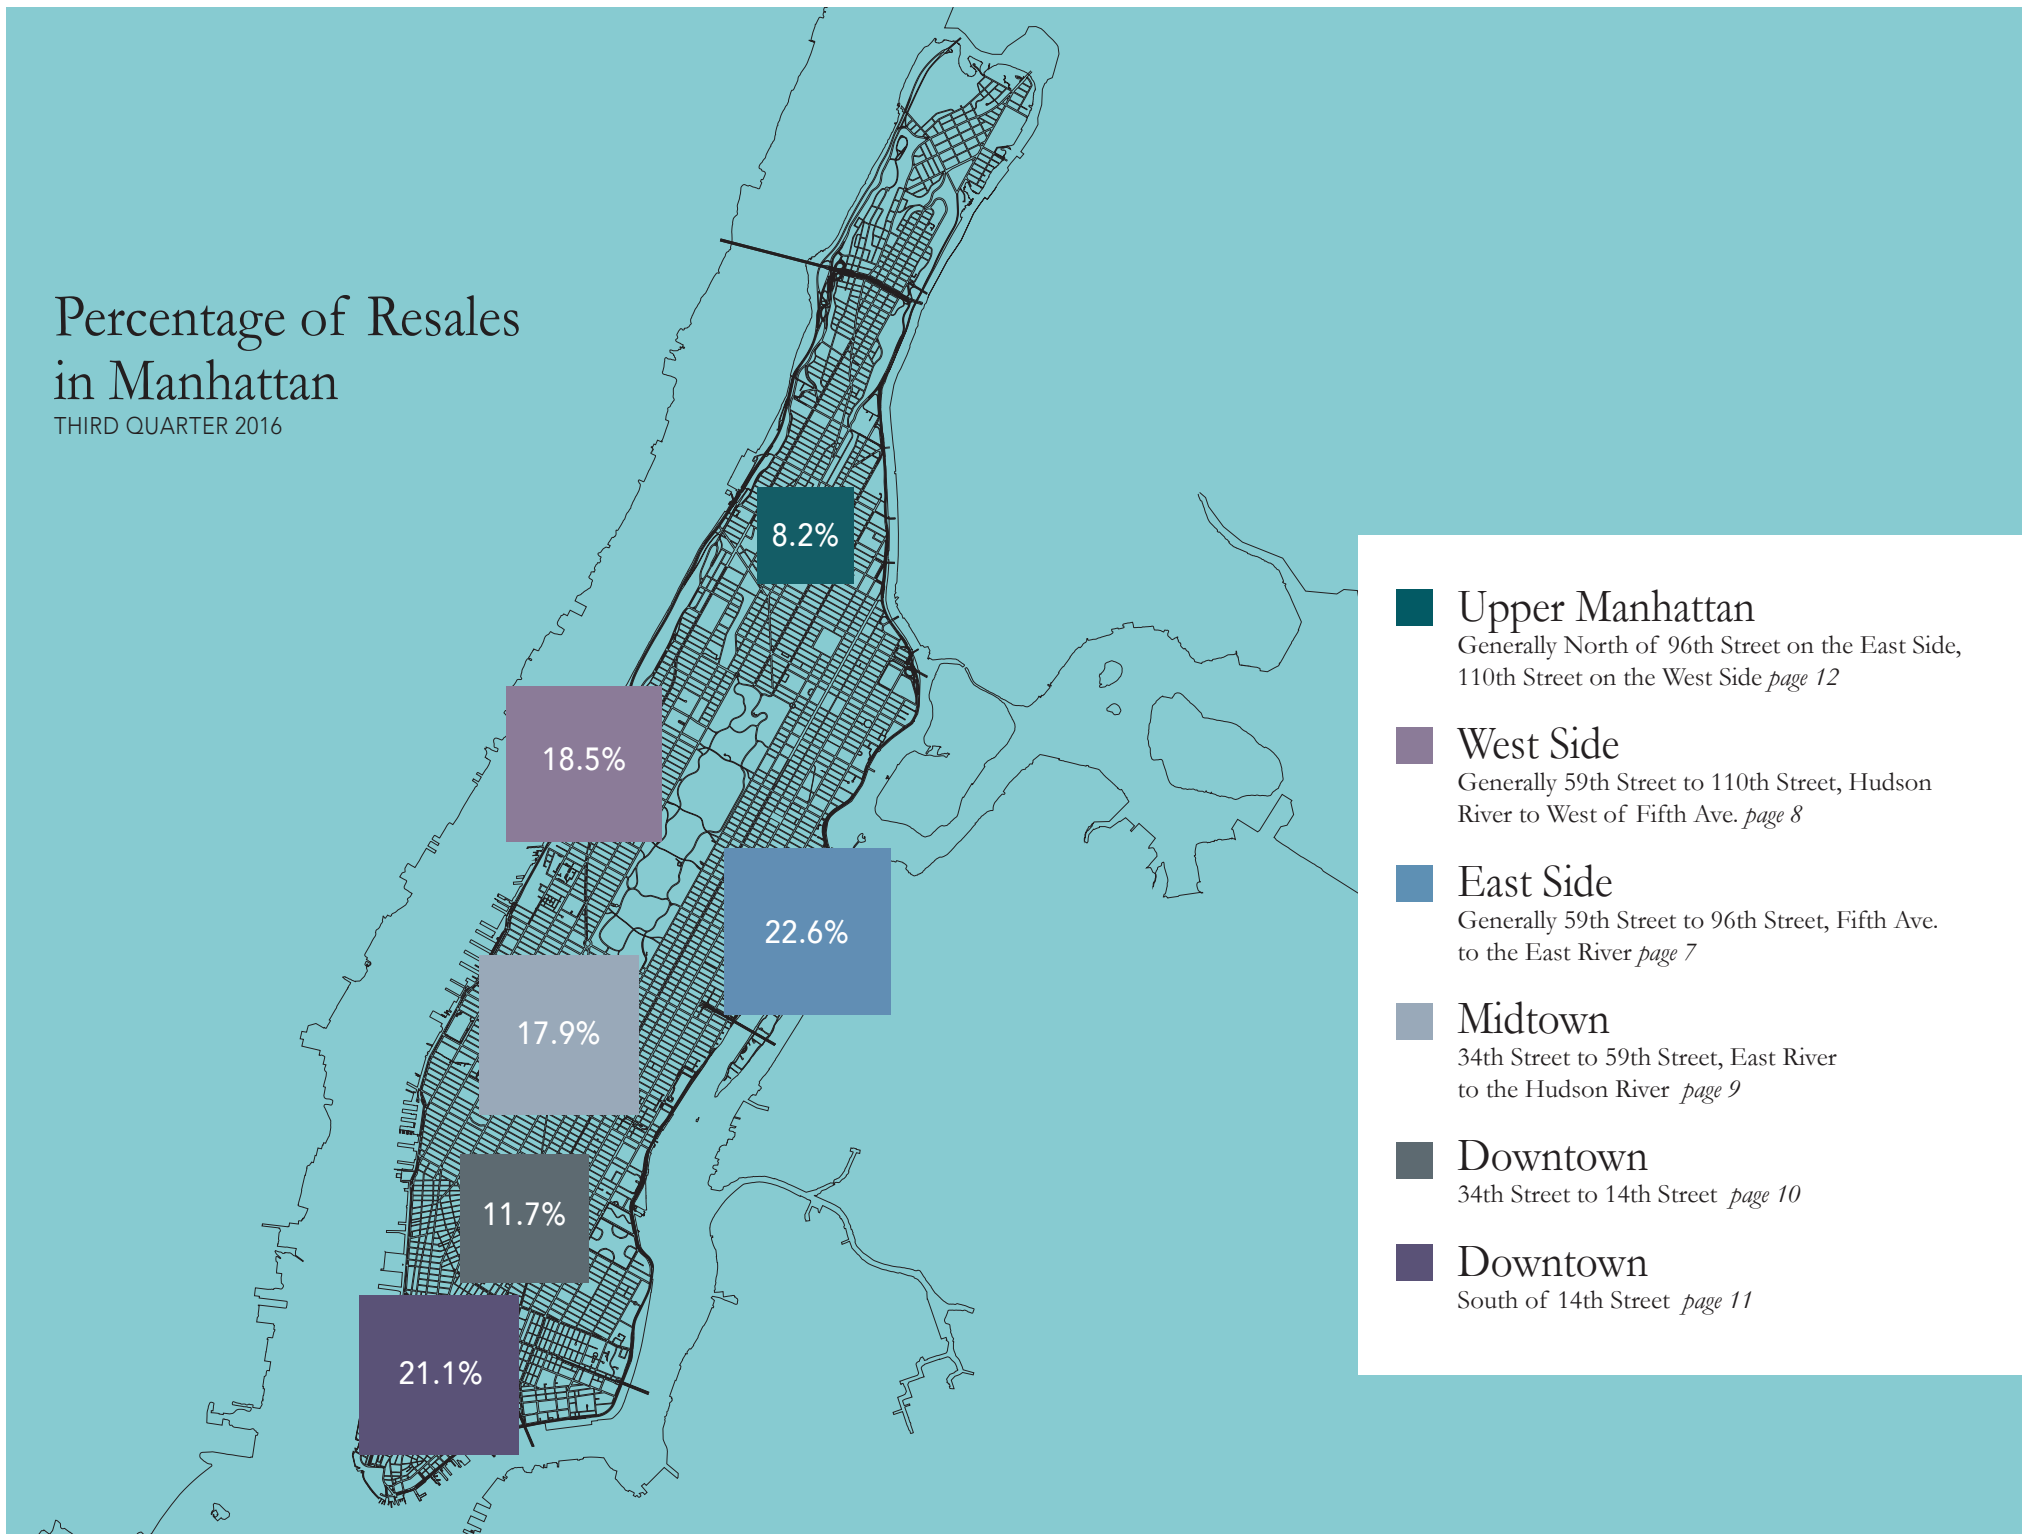 Percentage of Resales
in Manhattan
THIRD QUARTER 2016
8.2%
18.5%
22.6%
17.9%
11.7%
21.1%
Upper Manhattan
Generally North of 96th Street on the East Side,
110th Street on the West Side page 12
West Side
Generally 59th Street to 110th Street, Hudson
River to West of Fifth Ave. page 8
East Side
Generally 59th Street to 96th Street, Fifth Ave.
to the East River page 7
Midtown
34th Street to 59th Street, East River
to the Hudson River page 9
Downtown
34th Street to 14th Street page 10
Downtown
South of 14th Street page 11